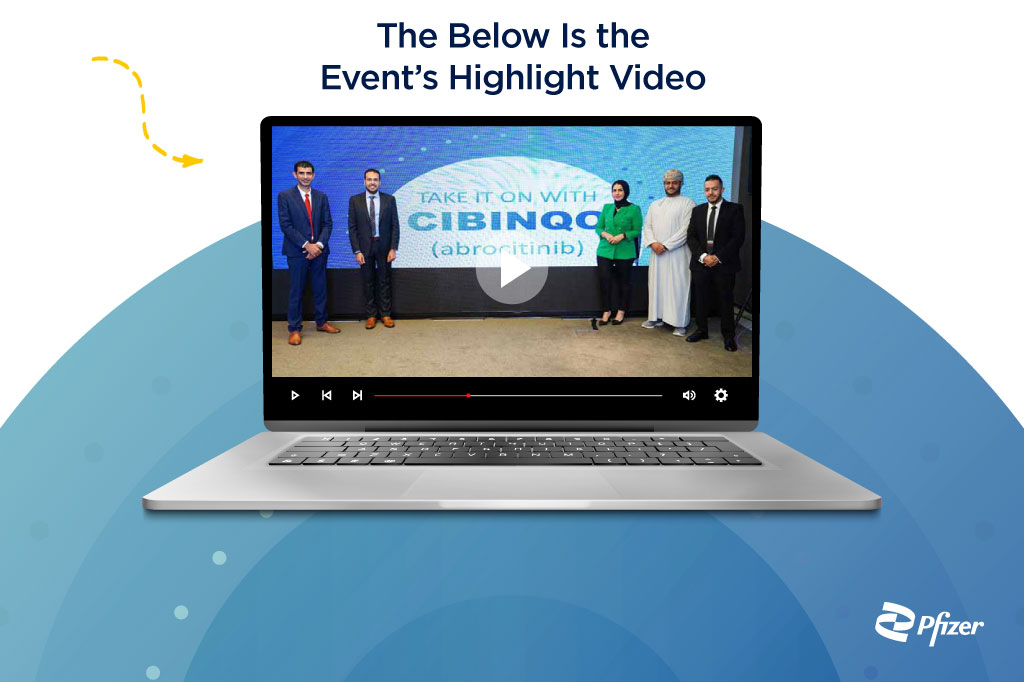 The Below Is the
Event's Highlight Video
TAKE IT ON WITH
CIBINQO
(abrocitinib)
Pfizer